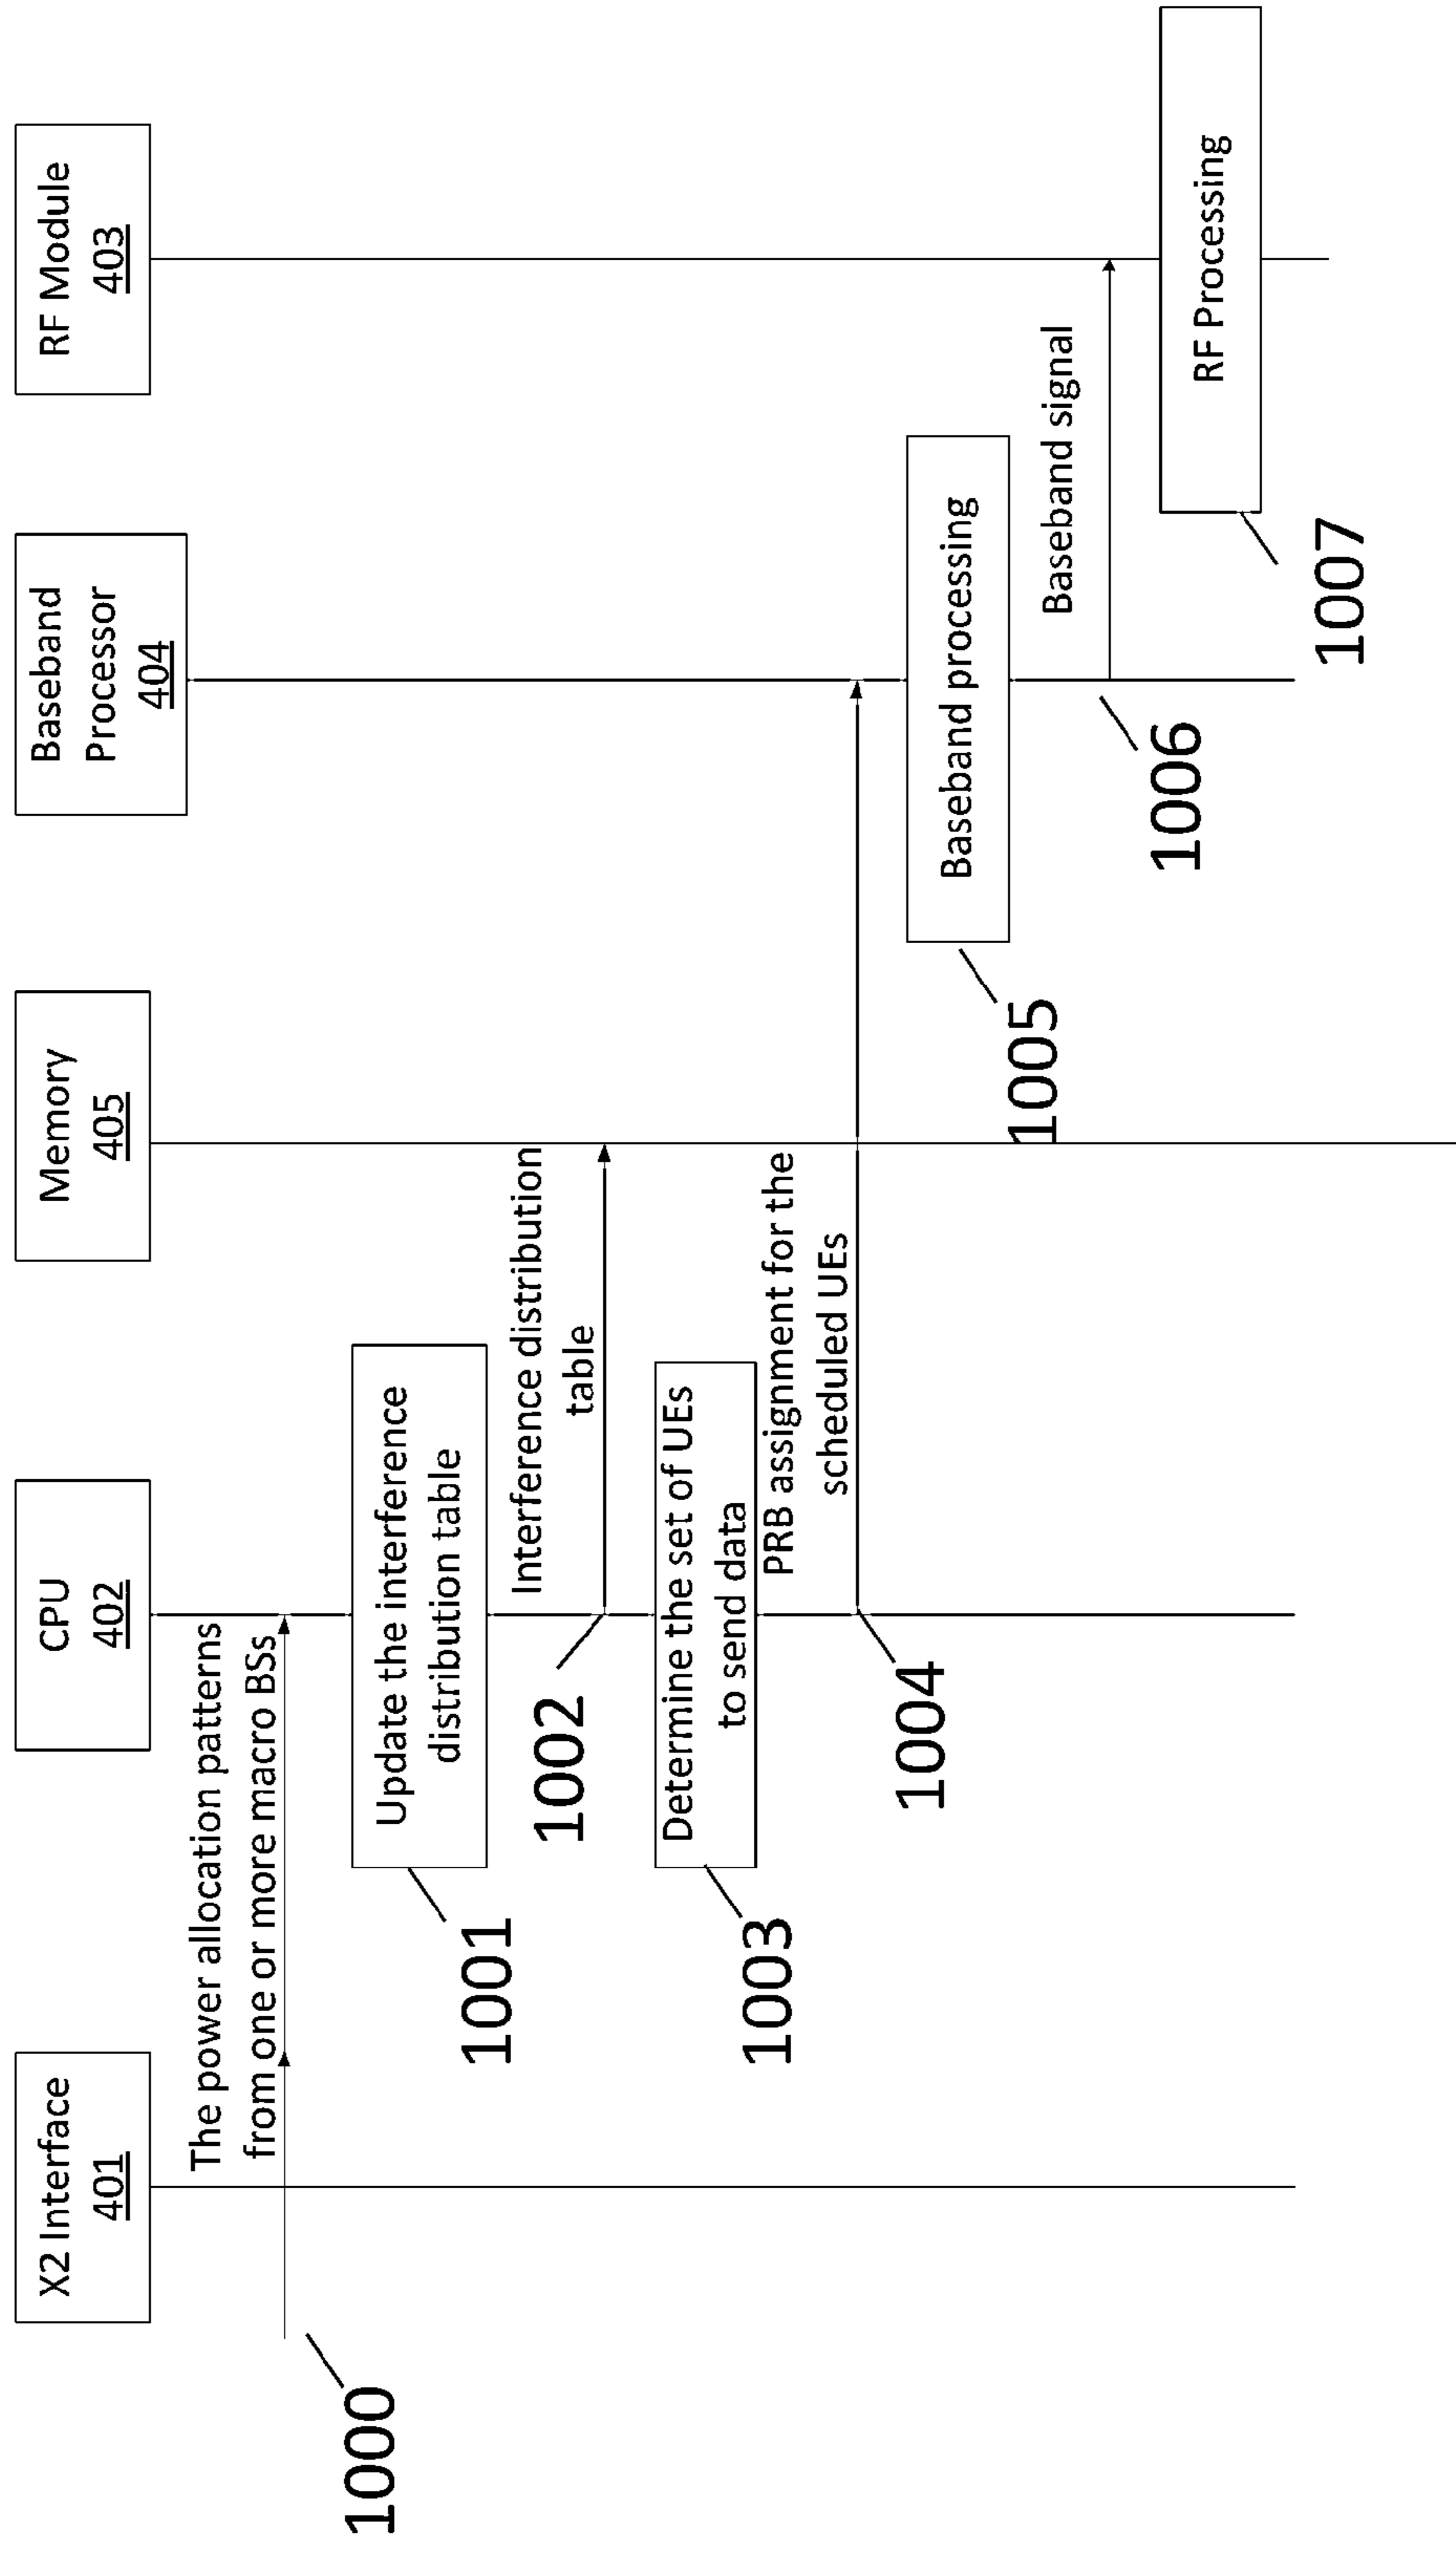 X2 Interface
401
CPU
402
Memory
405
Baseband
Processor
404
RF Module
403
The power allocation patterns
from one or more macro BSs
1000
Update the interference
distribution table
1001
Interference distribution
table
1002
Determine the set of UEs
to send data
1003
PRB assignment for the
scheduled UEs
1004
Baseband processing
1005
Baseband signal
1006
RF Processing
1007